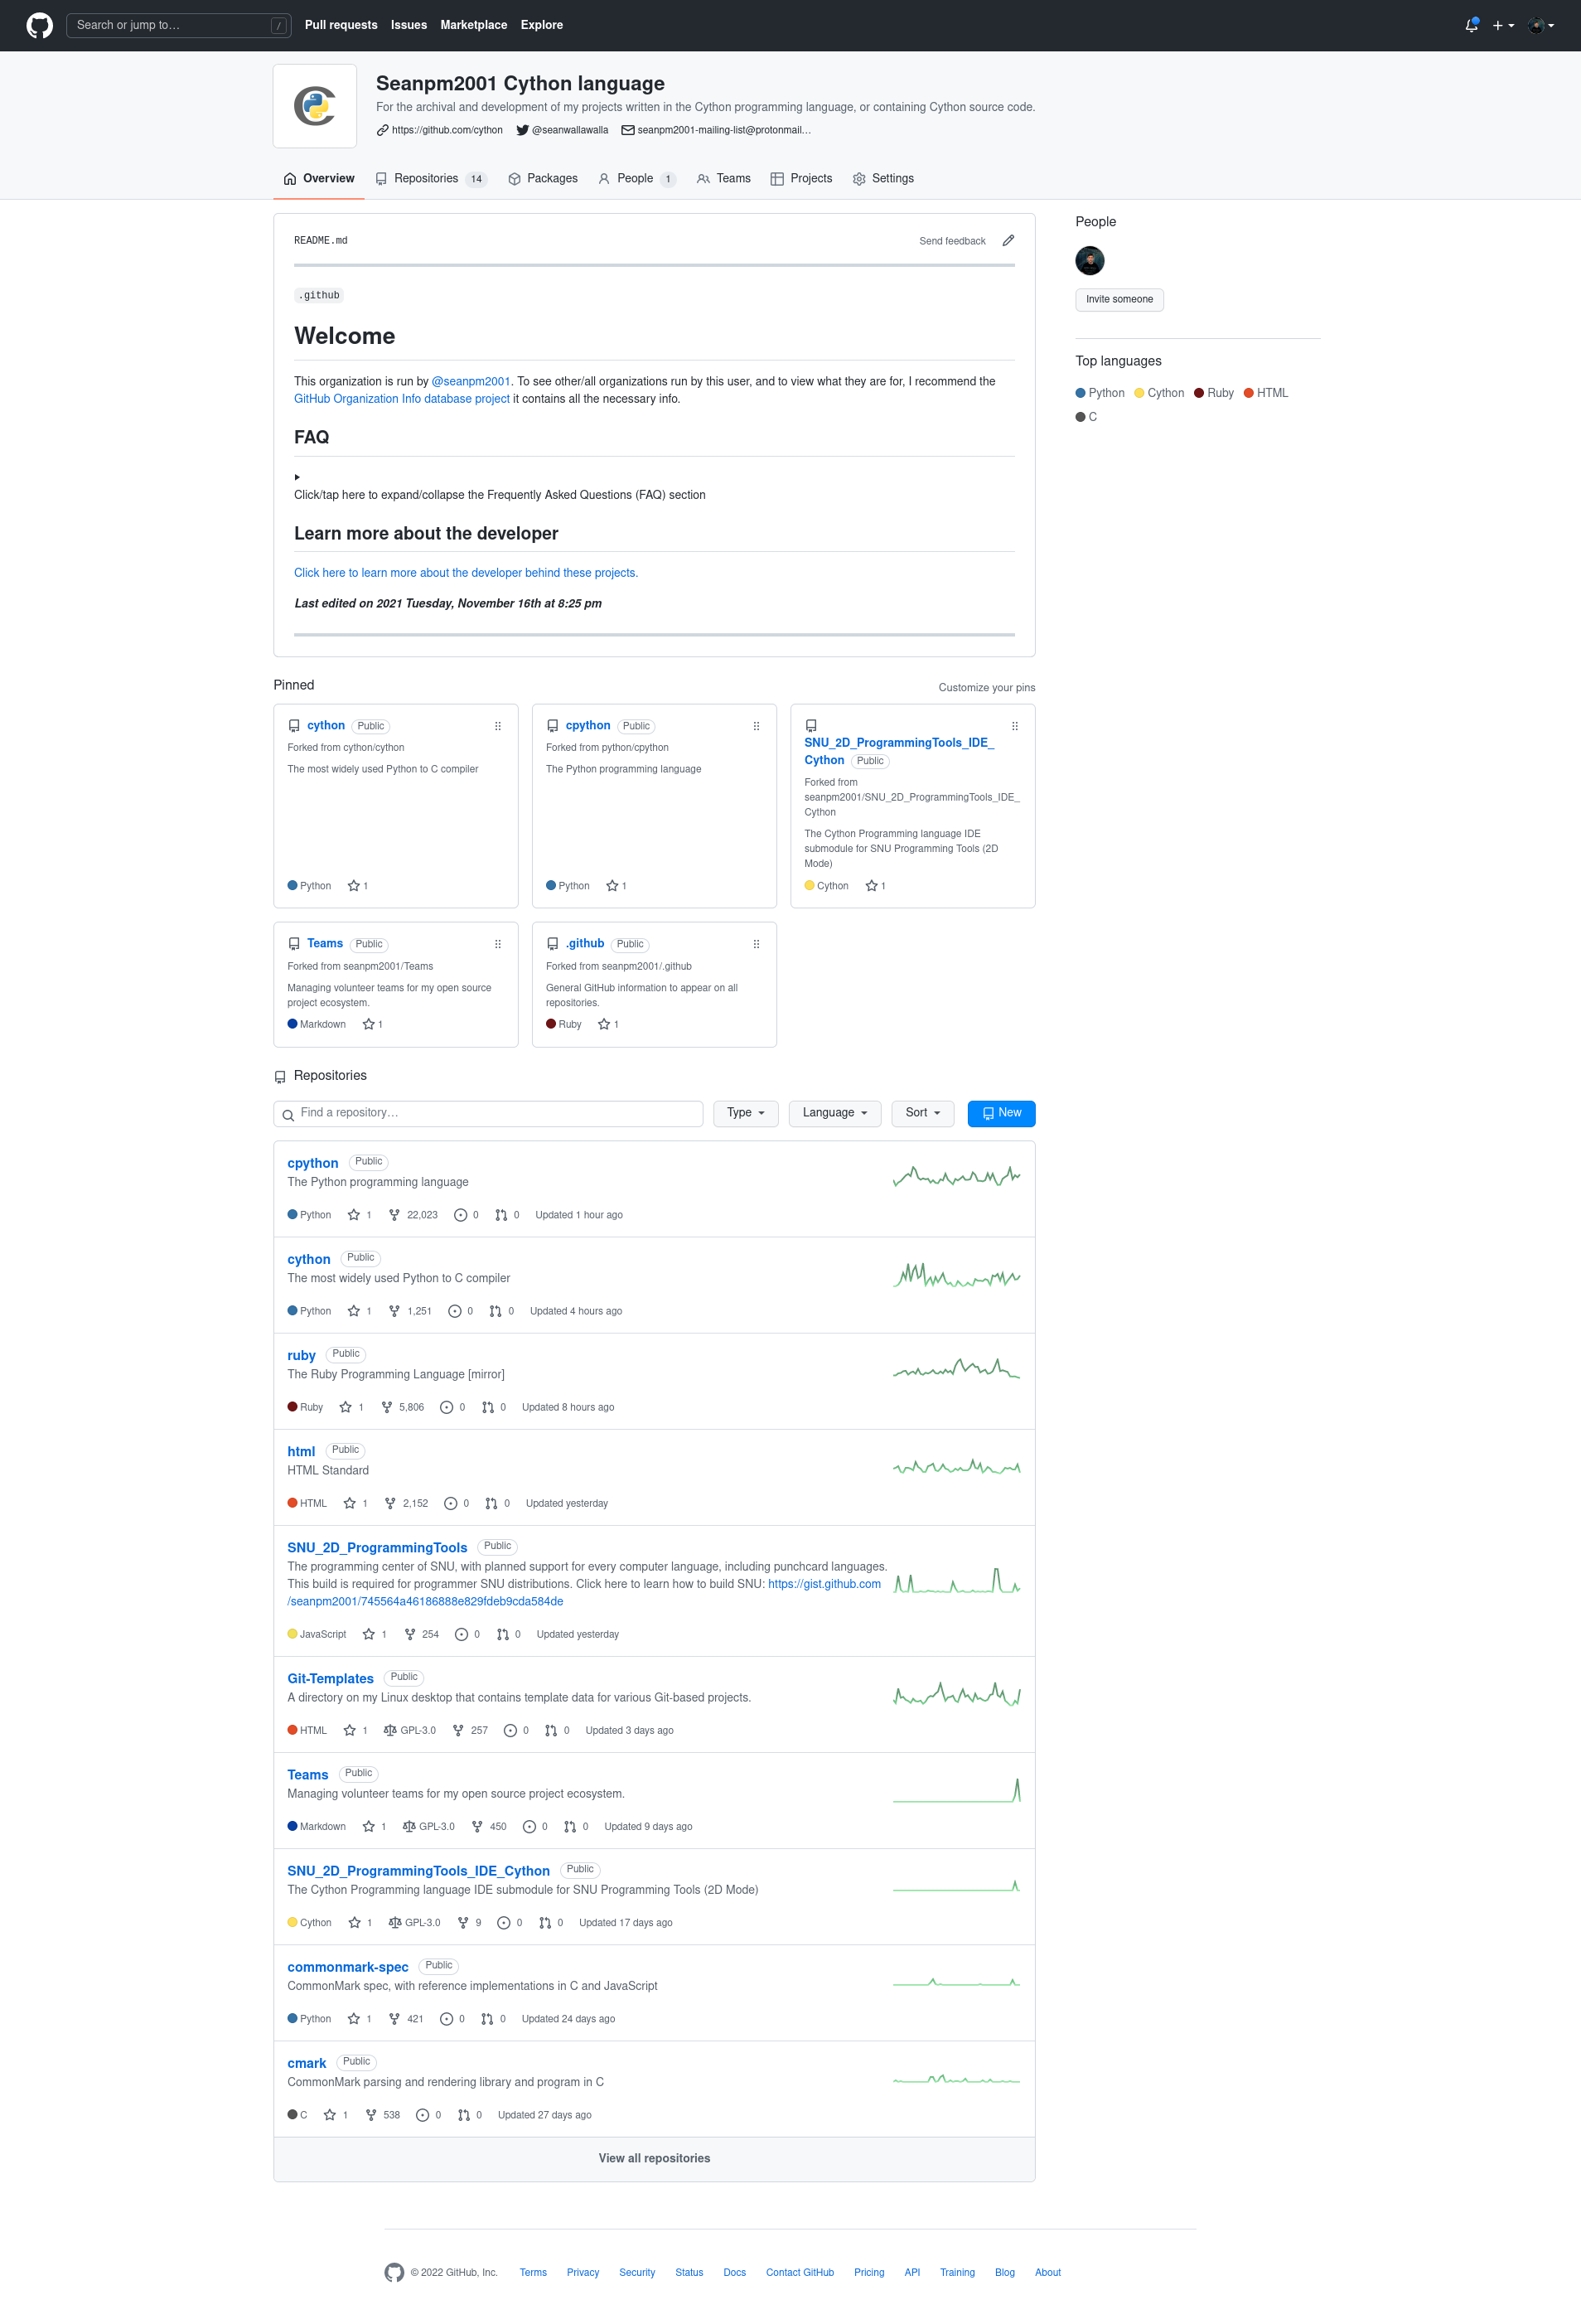 Search or jump to… /
Pull requests Issues Marketplace Explore
Seanpm2001 Cython language
For the archival and development of my projects written in the Cython programming language, or containing Cython source code.
https://github.com/cython @seanwallawalla seanpm2001-mailing-list@protonmail…
Overview Repositories 14 Packages People 1 Teams Projects Settings
README.md Send feedback
.github
Welcome
This organization is run by @seanpm2001. To see other/all organizations run by this user, and to view what they are for, I recommend the
GitHub Organization Info database project it contains all the necessary info.
FAQ
Click/tap here to expand/collapse the Frequently Asked Questions (FAQ) section
Learn more about the developer
Click here to learn more about the developer behind these projects.
Last edited on 2021 Tuesday, November 16th at 8:25 pm
People
Invite someone
Top languages
Python Cython Ruby HTML
C
Pinned Customize your pins
cython Public
Forked from cython/cython
The most widely used Python to C compiler
Python 1
cpython Public
Forked from python/cpython
The Python programming language
Python 1
SNU_2D_ProgrammingTools_IDE_
Cython Public
Forked from
seanpm2001/SNU_2D_ProgrammingTools_IDE_
Cython
The Cython Programming language IDE
submodule for SNU Programming Tools (2D
Mode)
Cython 1
Teams Public
Forked from seanpm2001/Teams
Managing volunteer teams for my open source
project ecosystem.
Markdown 1
.github Public
Forked from seanpm2001/.github
General GitHub information to appear on all
repositories.
Ruby 1
Repositories
Find a repository… Type Language Sort New
cpython Public
The Python programming language
Python 1 22,023 0 0 Updated 1 hour ago
cython Public
The most widely used Python to C compiler
Python 1 1,251 0 0 Updated 4 hours ago
ruby Public
The Ruby Programming Language [mirror]
Ruby 1 5,806 0 0 Updated 8 hours ago
html Public
HTML Standard
HTML 1 2,152 0 0 Updated yesterday
SNU_2D_ProgrammingTools Public
The programming center of SNU, with planned support for every computer language, including punchcard languages.
This build is required for programmer SNU distributions. Click here to learn how to build SNU: https://gist.github.com
/seanpm2001/745564a46186888e829fdeb9cda584de
JavaScript 1 254 0 0 Updated yesterday
Git-Templates Public
A directory on my Linux desktop that contains template data for various Git-based projects.
HTML 1 GPL-3.0 257 0 0 Updated 3 days ago
Teams Public
Managing volunteer teams for my open source project ecosystem.
Markdown 1 GPL-3.0 450 0 0 Updated 9 days ago
SNU_2D_ProgrammingTools_IDE_Cython Public
The Cython Programming language IDE submodule for SNU Programming Tools (2D Mode)
Cython 1 GPL-3.0 9 0 0 Updated 17 days ago
commonmark-spec Public
CommonMark spec, with reference implementations in C and JavaScript
Python 1 421 0 0 Updated 24 days ago
cmark Public
CommonMark parsing and rendering library and program in C
C 1 538 0 0 Updated 27 days ago
View all repositories
© 2022 GitHub, Inc. Terms Privacy Security Status Docs Contact GitHub Pricing API Training Blog About